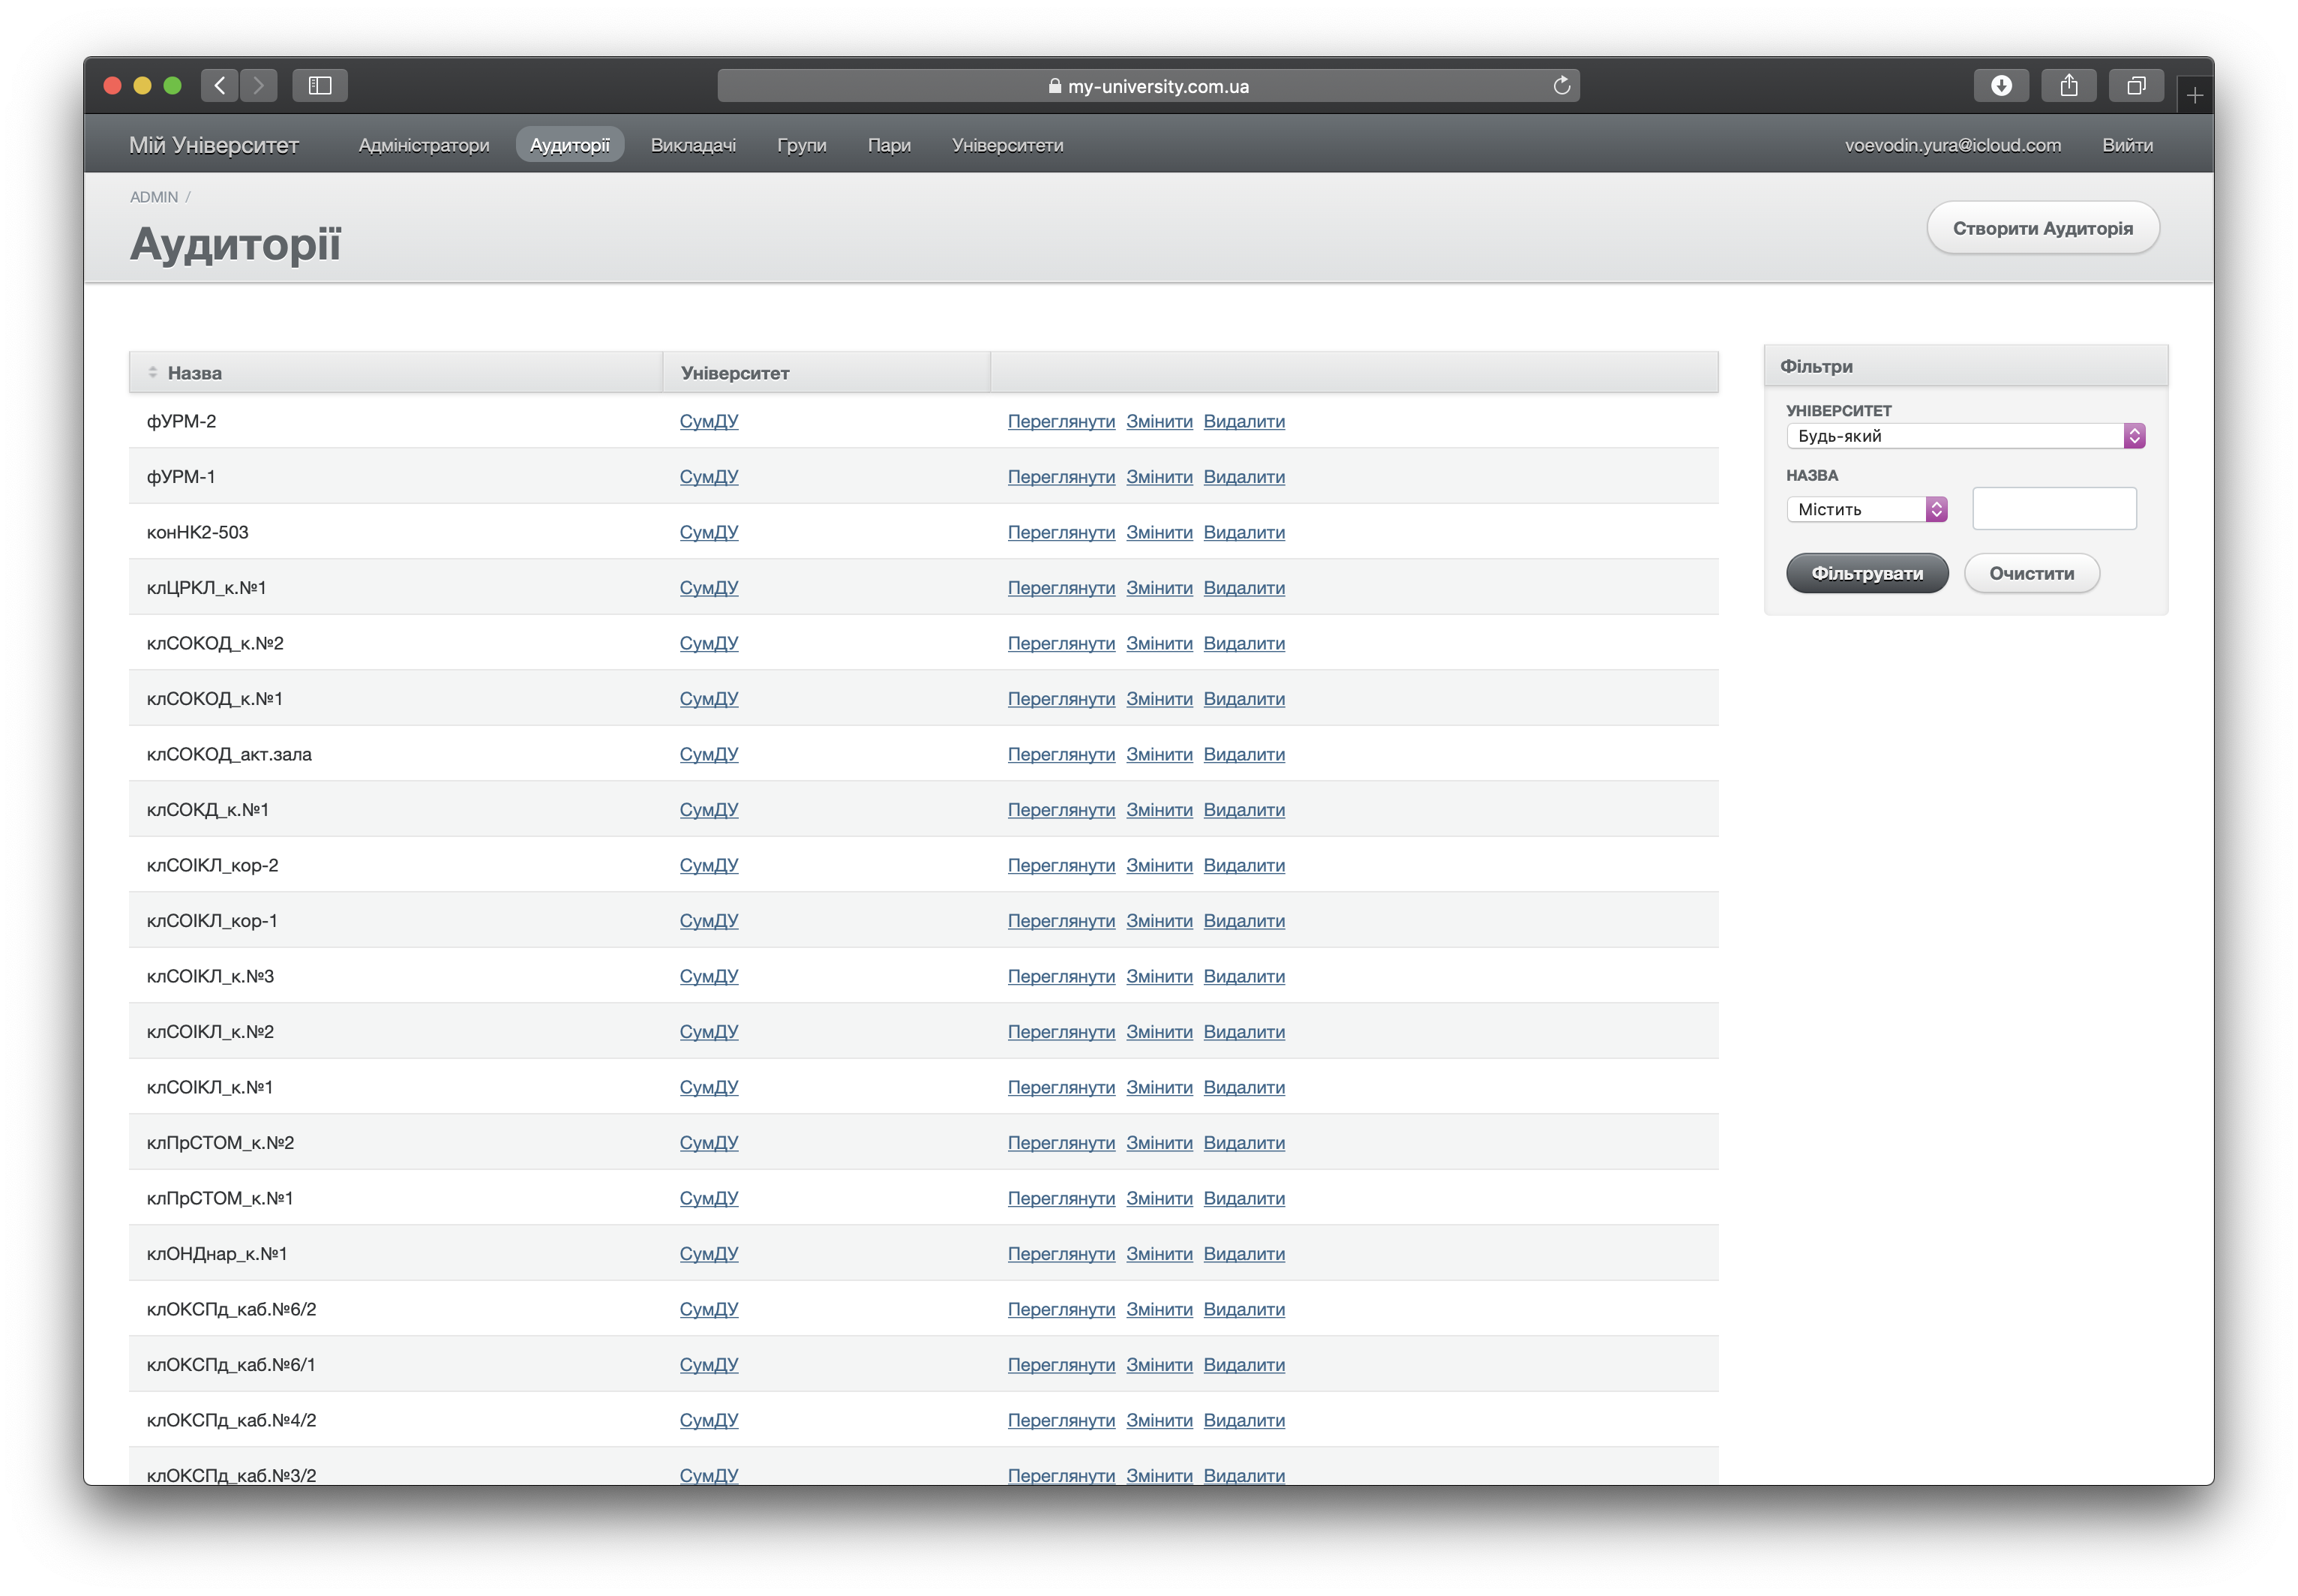 my-university.com.ua
Мій Університет Адміністратори Аудиторії Викладачі Групи Пари Університети voevodin.yura@icloud.com Вийти
ADMIN /
Аудиторії
Створити Аудиторія
Назва Університет
фУРМ-2 СумДУ Переглянути Змінити Видалити
фУРМ-1 СумДУ Переглянути Змінити Видалити
конНК2-503 СумДУ Переглянути Змінити Видалити
клЦРКЛ_к.№1 СумДУ Переглянути Змінити Видалити
клСОКОД_к.№2 СумДУ Переглянути Змінити Видалити
клСОКОД_к.№1 СумДУ Переглянути Змінити Видалити
клСОКОД_акт.зала СумДУ Переглянути Змінити Видалити
клСОКД_к.№1 СумДУ Переглянути Змінити Видалити
клСОІКЛ_кор-2 СумДУ Переглянути Змінити Видалити
клСОІКЛ_кор-1 СумДУ Переглянути Змінити Видалити
клСОІКЛ_к.№3 СумДУ Переглянути Змінити Видалити
клСОІКЛ_к.№2 СумДУ Переглянути Змінити Видалити
клСОІКЛ_к.№1 СумДУ Переглянути Змінити Видалити
клПрСТОМ_к.№2 СумДУ Переглянути Змінити Видалити
клПрСТОМ_к.№1 СумДУ Переглянути Змінити Видалити
клОНДнар_к.№1 СумДУ Переглянути Змінити Видалити
клОКСПд_каб.№6/2 СумДУ Переглянути Змінити Видалити
клОКСПд_каб.№6/1 СумДУ Переглянути Змінити Видалити
клОКСПд_каб.№4/2 СумДУ Переглянути Змінити Видалити
клОКСПд_каб.№3/2 СумДУ Переглянути Змінити Видалити
Фільтри
УНІВЕРСИТЕТ
Будь-який
НАЗВА
Містить
Фільтрувати Очистити